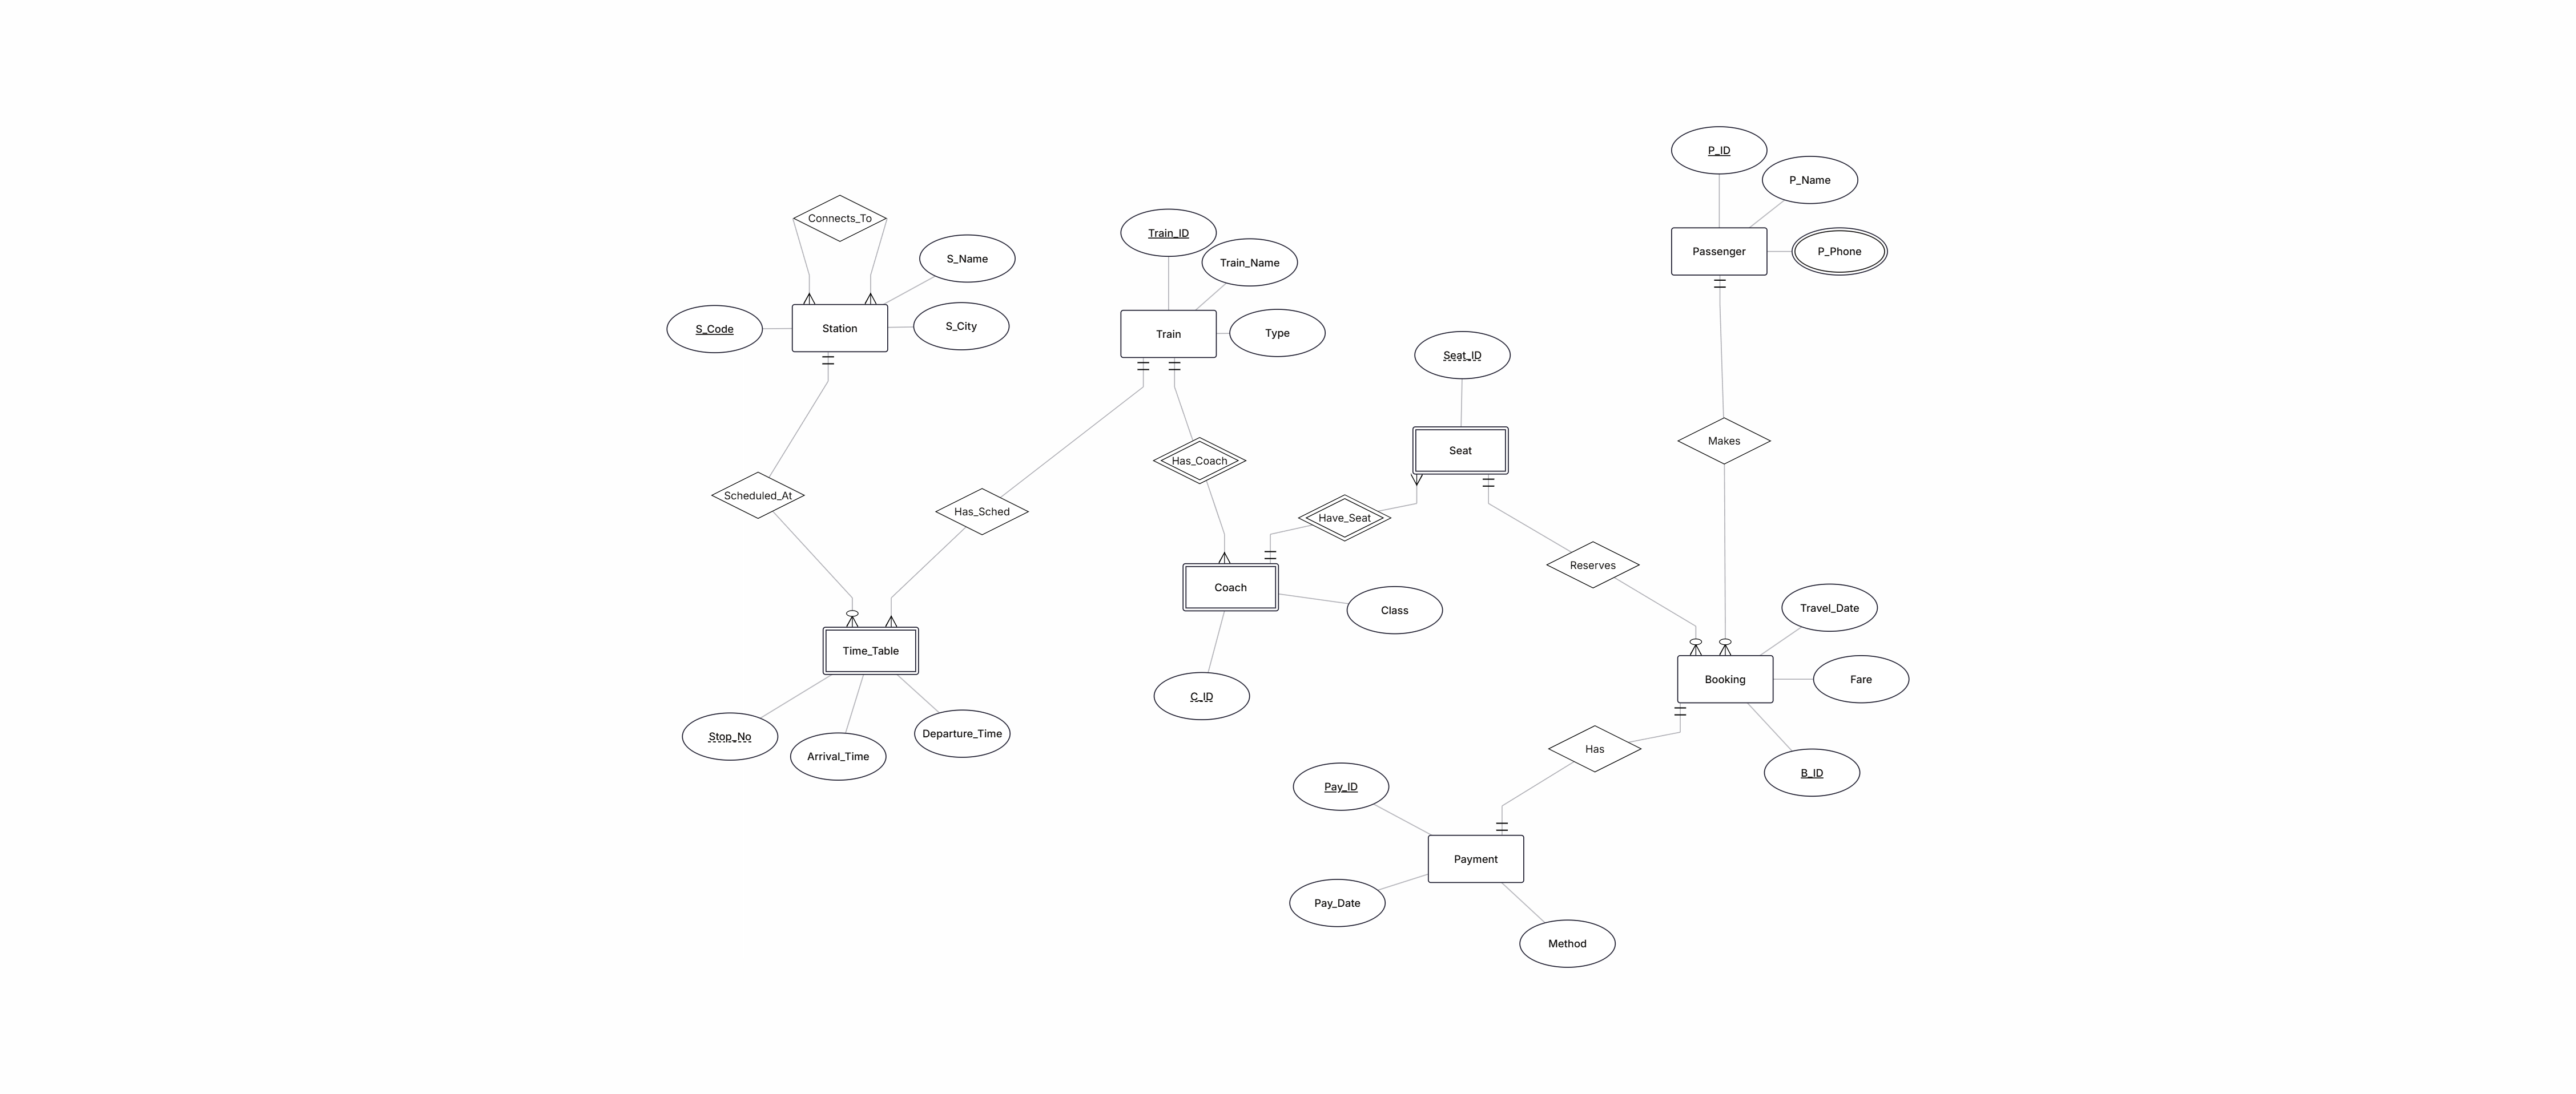 P_ID
P_Name
Connects_To
Train_ID
S_Name
Train_Name
Passenger
P_Phone
S_Code
Station
S_City
Train
Type
Seat_ID
Makes
Seat
Has_Coach
Scheduled_At
Has_Sched
Have_Seat
Reserves
Coach
Class
Travel_Date
Time_Table
Booking
Fare
C_ID
Stop_No
Arrival_Time
Departure_Time
Has
B_ID
Pay_ID
Payment
Pay_Date
Method